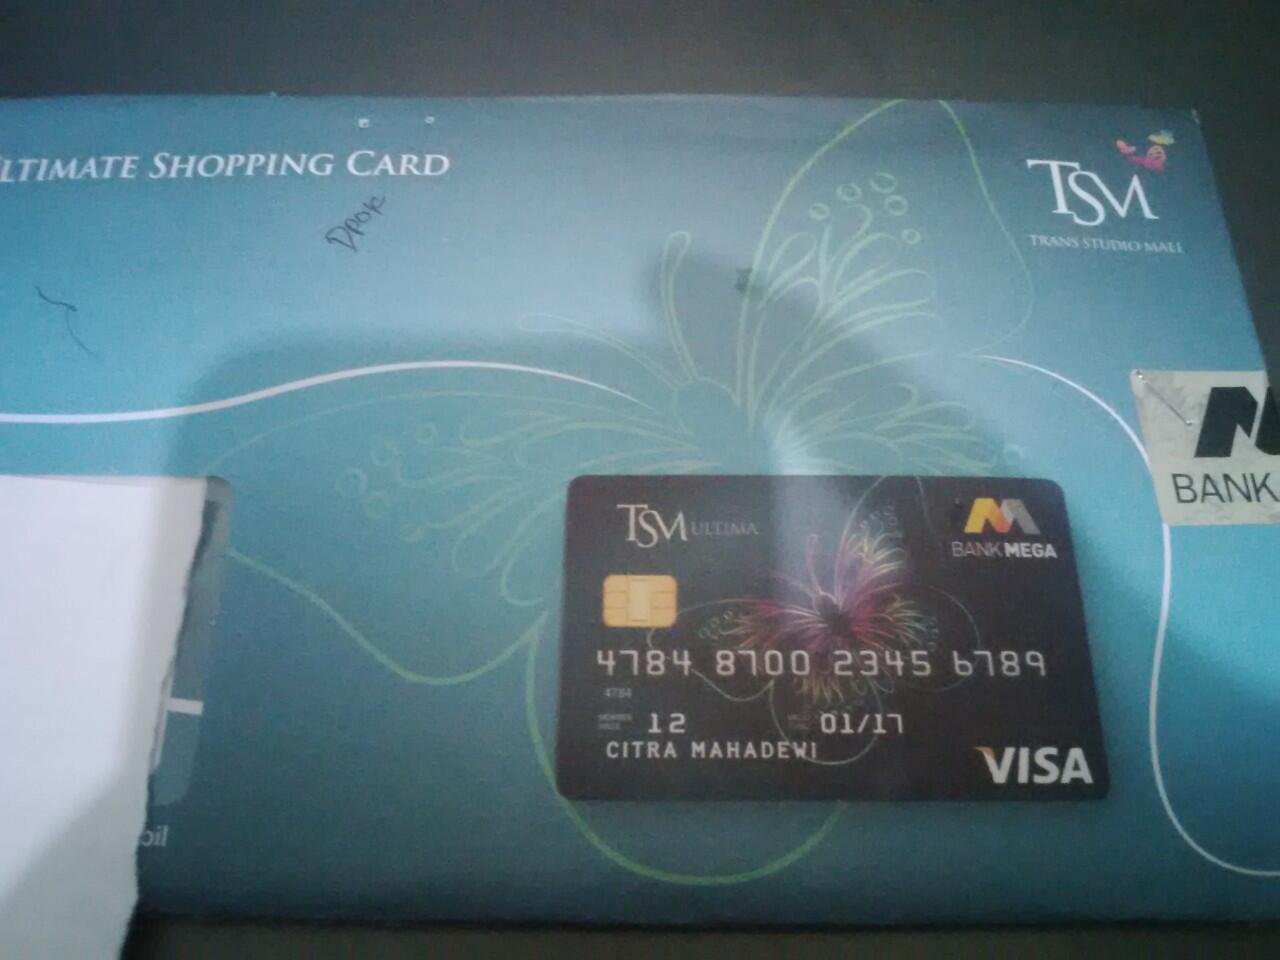 LTIMATE SHOPPING CARD
TSM
TRANS STUDIO MALL
BANK
TSM ULTIMA
BANK MEGA
4784 8700 2345 6789
4784
12 01/17
CITRA MAHADEWI
VISA